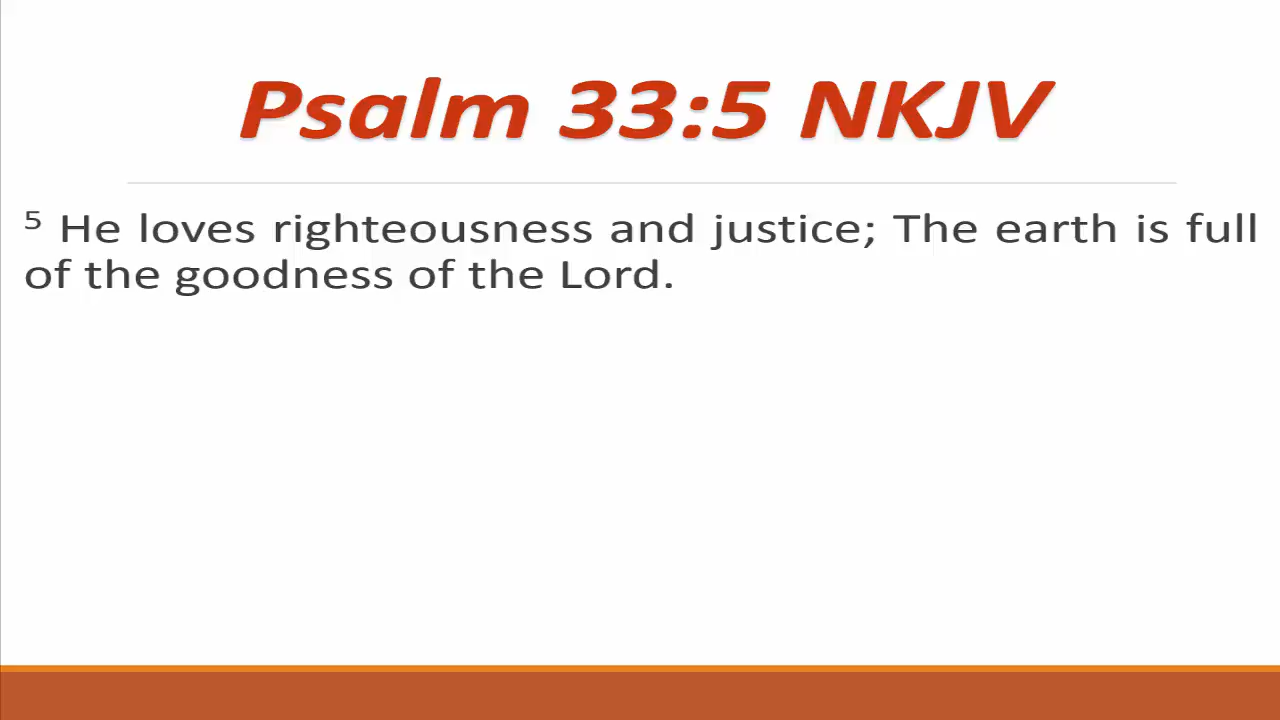 Psalm 33:5 NKJV
5 He loves righteousness and justice; The earth is full
of the goodness of the Lord.